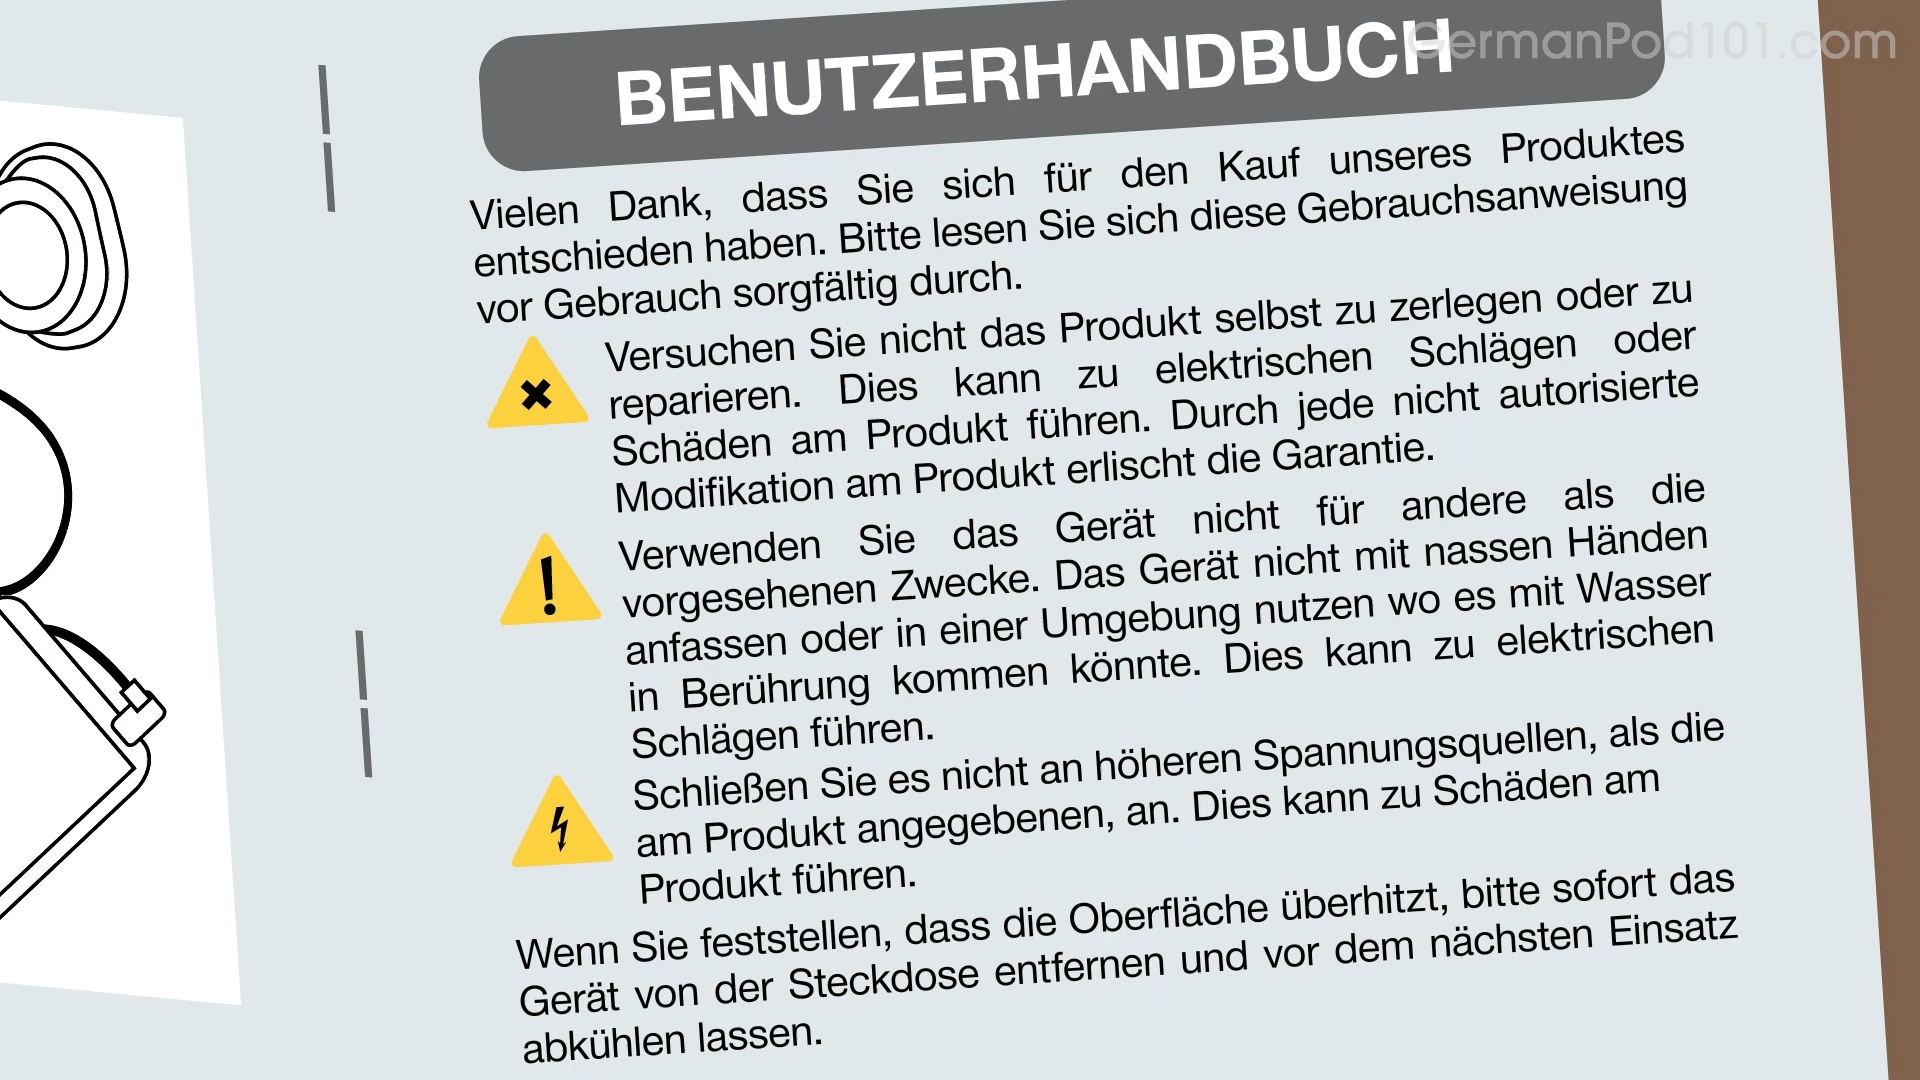 GermanPod101.com
BENUTZERHANDBUCH
Vielen Dank, dass Sie sich für den Kauf unseres Produktes
entschieden haben. Bitte lesen Sie sich diese Gebrauchsanweisung
vor Gebrauch sorgfältig durch.
Versuchen Sie nicht das Produkt selbst zu zerlegen oder zu
reparieren. Dies kann zu elektrischen Schlägen oder
Schäden am Produkt führen. Durch jede nicht autorisierte
Modifikation am Produkt erlischt die Garantie.
Verwenden Sie das Gerät nicht für andere als die
vorgesehenen Zwecke. Das Gerät nicht mit nassen Händen
anfassen oder in einer Umgebung nutzen wo es mit Wasser
in Berührung kommen könnte. Dies kann zu elektrischen
Schlägen führen.
Schließen Sie es nicht an höheren Spannungsquellen, als die
am Produkt angegebenen, an. Dies kann zu Schäden am
Produkt führen.
Wenn Sie feststellen, dass die Oberfläche überhitzt, bitte sofort das
Gerät von der Steckdose entfernen und vor dem nächsten Einsatz
abkühlen lassen.